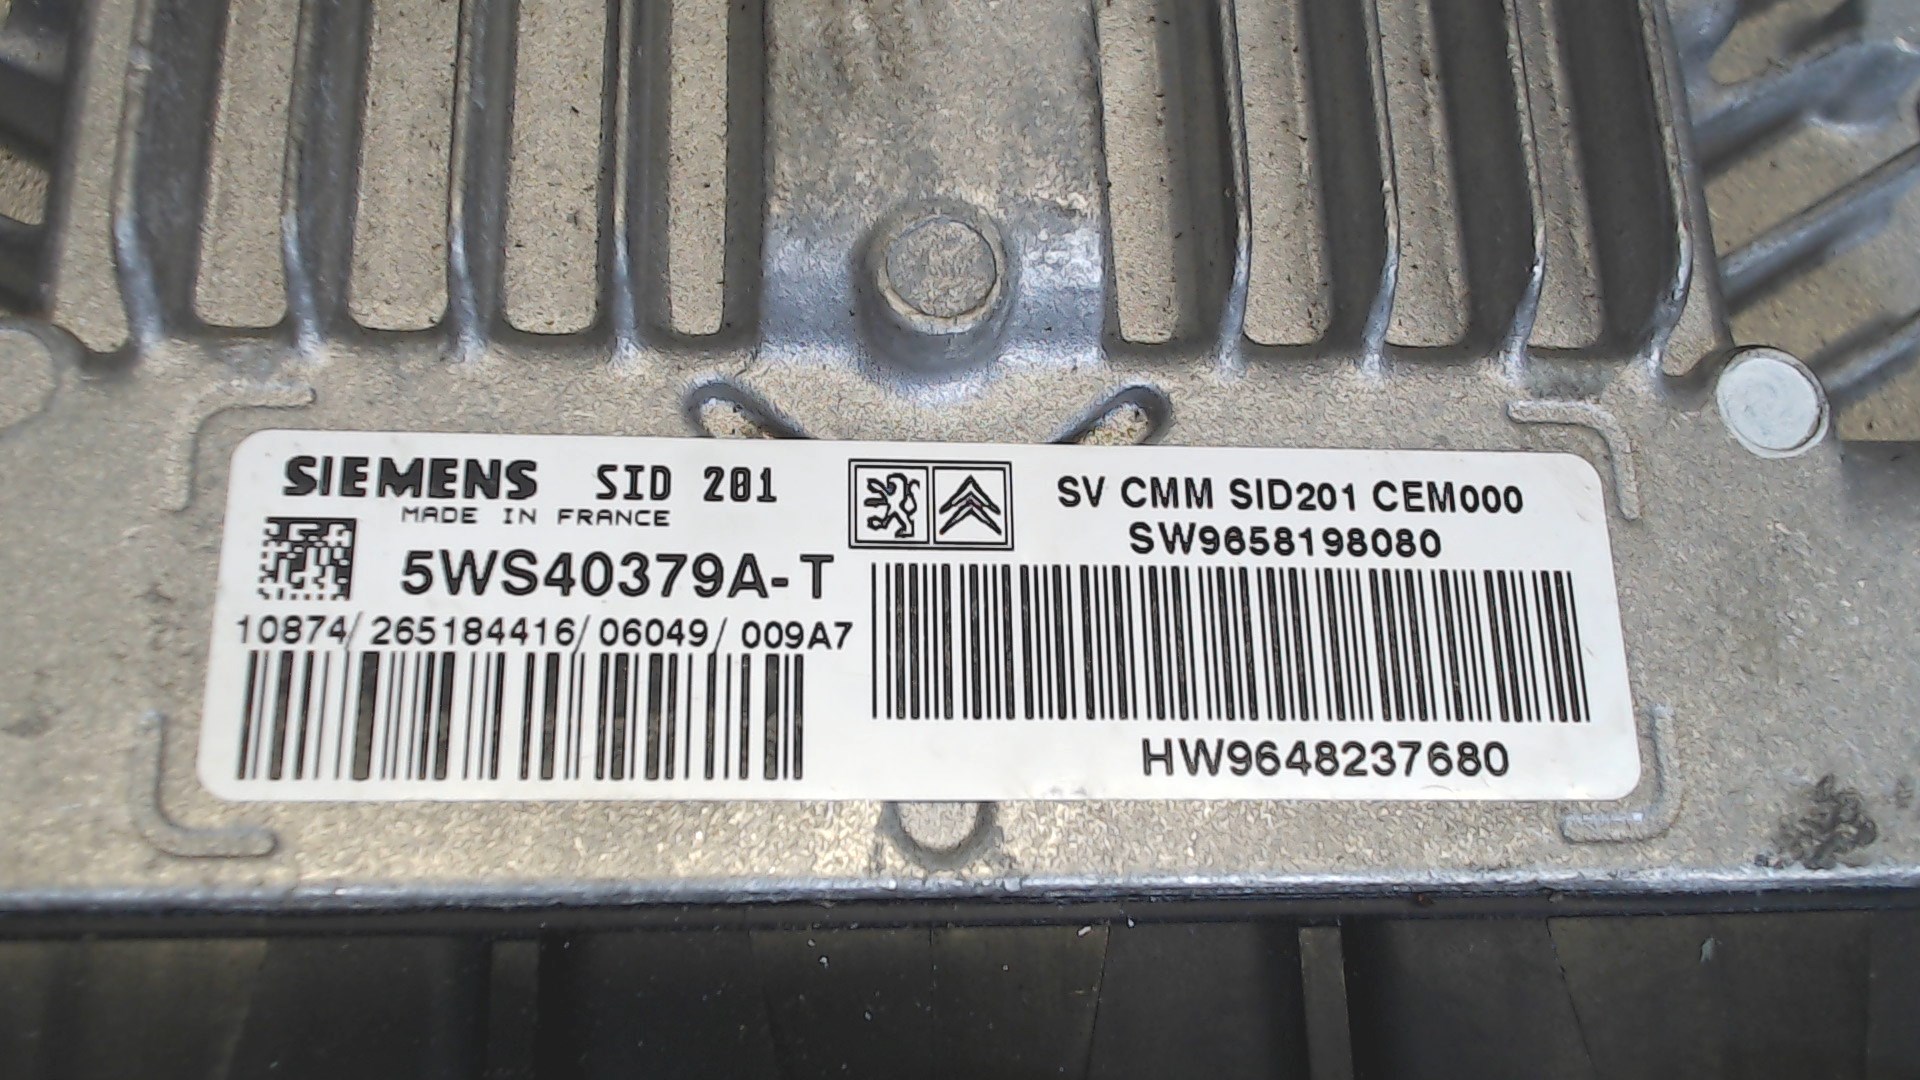 SIEMENS SID 201
MADE IN FRANCE
5WS40379A-T
10874/265184416/06049/009A7
SV CMM SID201 CEM000
SW9658198080
HW9648237680